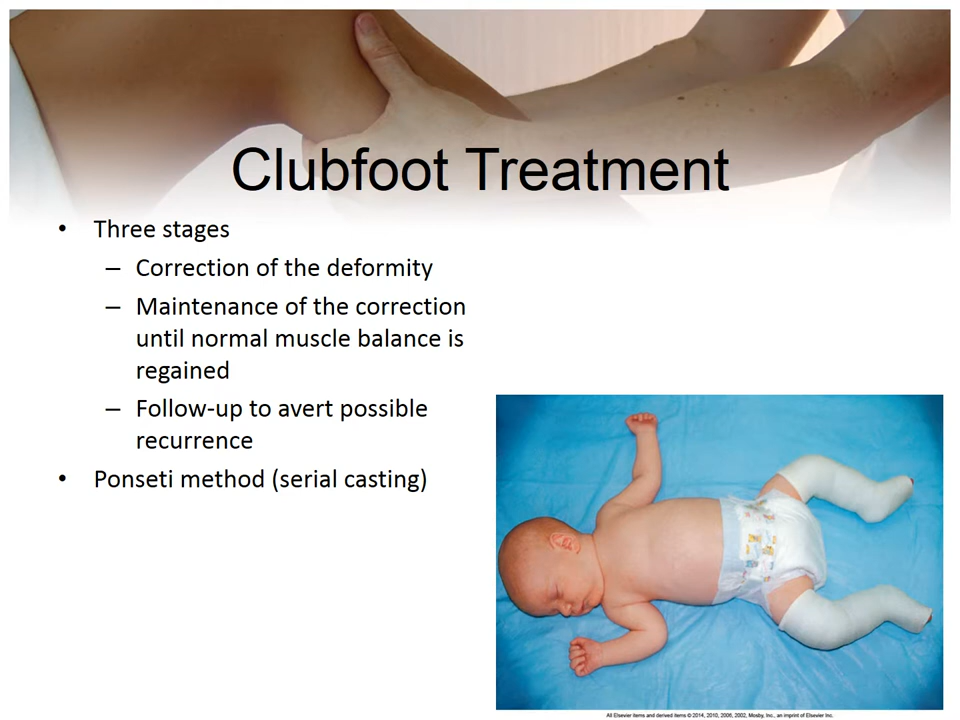 Clubfoot Treatment
• Three stages
– Correction of the deformity
– Maintenance of the correction
until normal muscle balance is
regained
– Follow-up to avert possible
recurrence
• Ponseti method (serial casting)
All Elsevier items and derived items © 2014, 2010, 2006, 2002, Mosby, Inc., an imprint of Elsevier Inc.